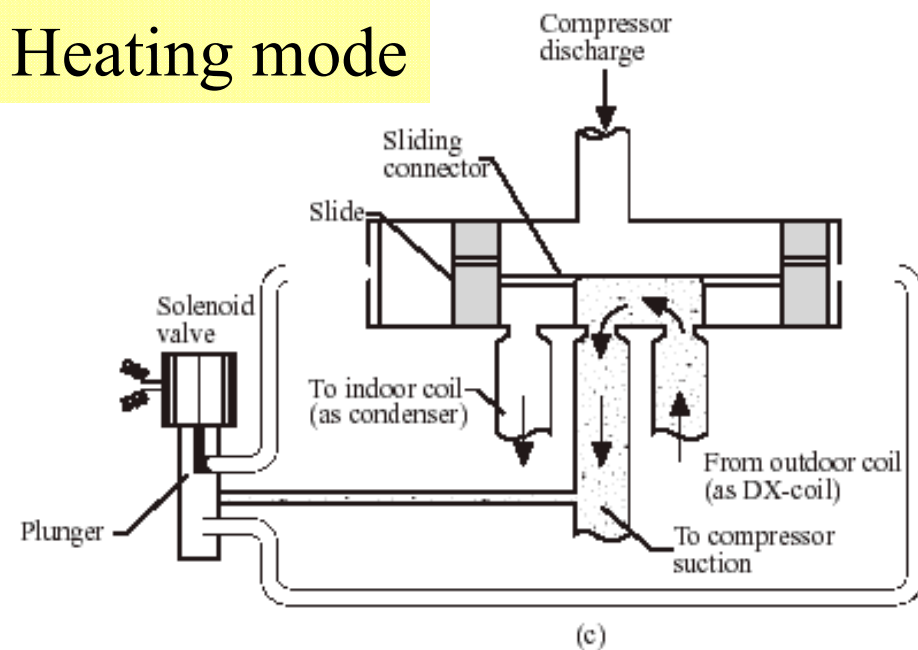 Heating mode
Compressor
discharge
Sliding
connector
Slide
Solenoid
valve
To indoor coil
(as condenser)
From outdoor coil
(as DX-coil)
Plunger
To compressor
suction
(c)